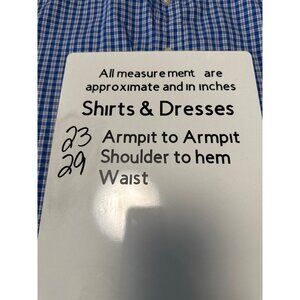 All measurement are
approximate and in inches
Shirts & Dresses
23 Armpit to Armpit
29 Shoulder to hem
Waist